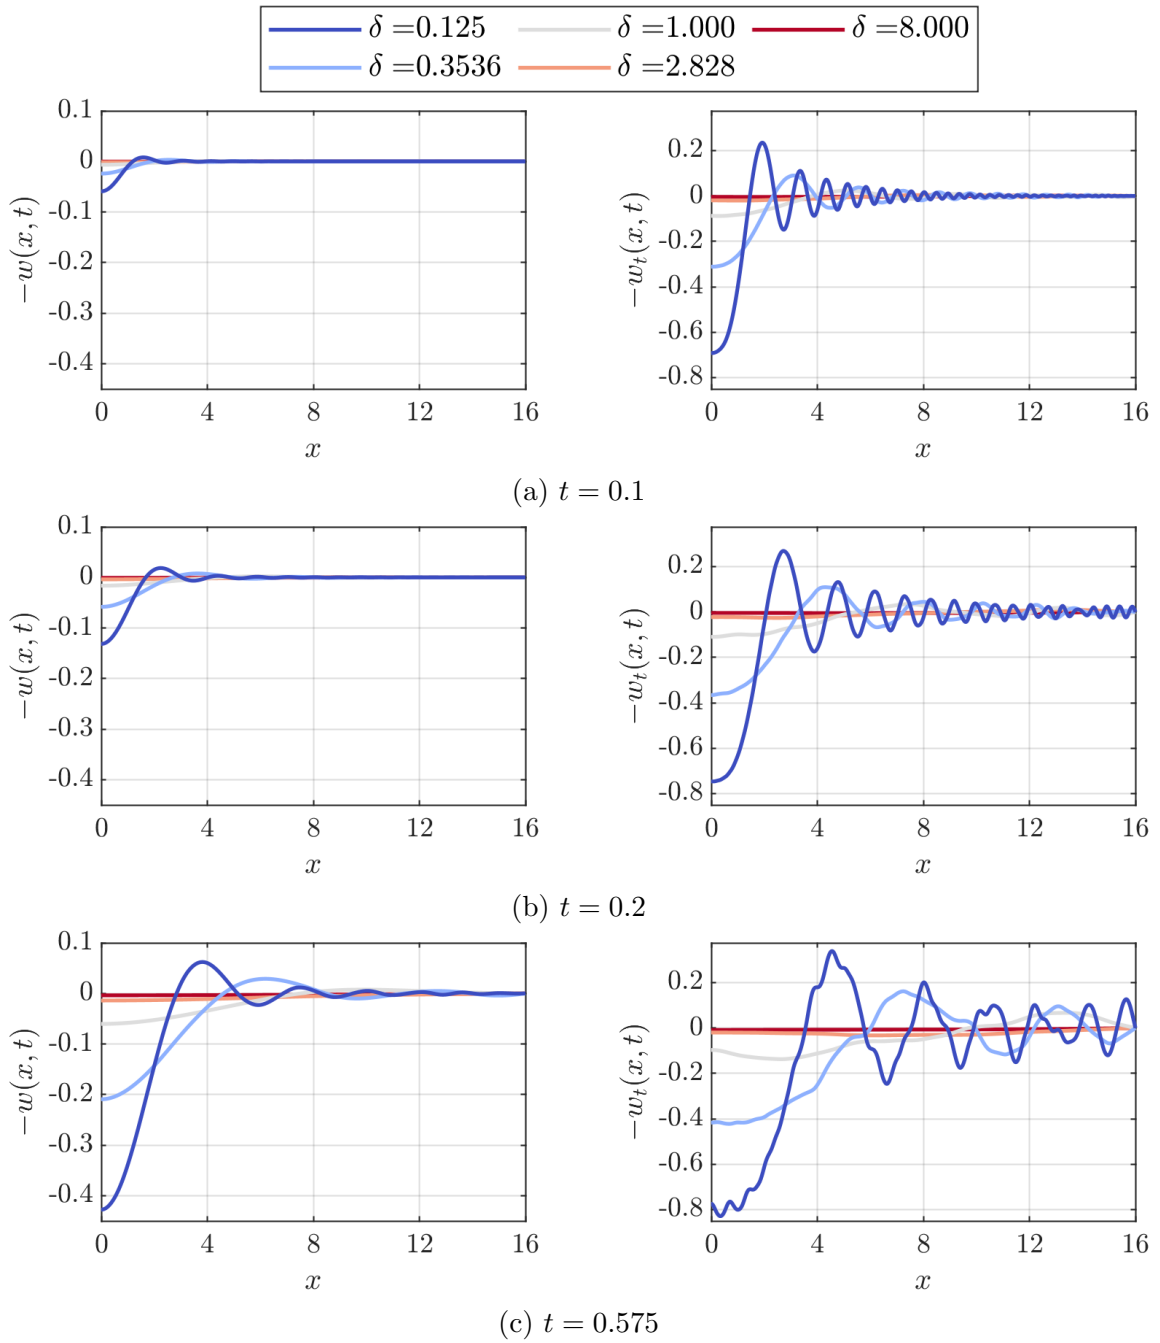 δ =0.125 δ =1.000 δ =8.000
δ =0.3536 δ =2.828
0.1
0
-0.1
-0.2
-0.3
-0.4
−w(x, t)
0 4 8 12 16
x
0.2
0
-0.2
-0.4
-0.6
-0.8
−wₜ(x, t)
0 4 8 12 16
x
(a) t = 0.1
0.1
0
-0.1
-0.2
-0.3
-0.4
−w(x, t)
0 4 8 12 16
x
0.2
0
-0.2
-0.4
-0.6
-0.8
−wₜ(x, t)
0 4 8 12 16
x
(b) t = 0.2
0.1
0
-0.1
-0.2
-0.3
-0.4
−w(x, t)
0 4 8 12 16
x
0.2
0
-0.2
-0.4
-0.6
-0.8
−wₜ(x, t)
0 4 8 12 16
x
(c) t = 0.575